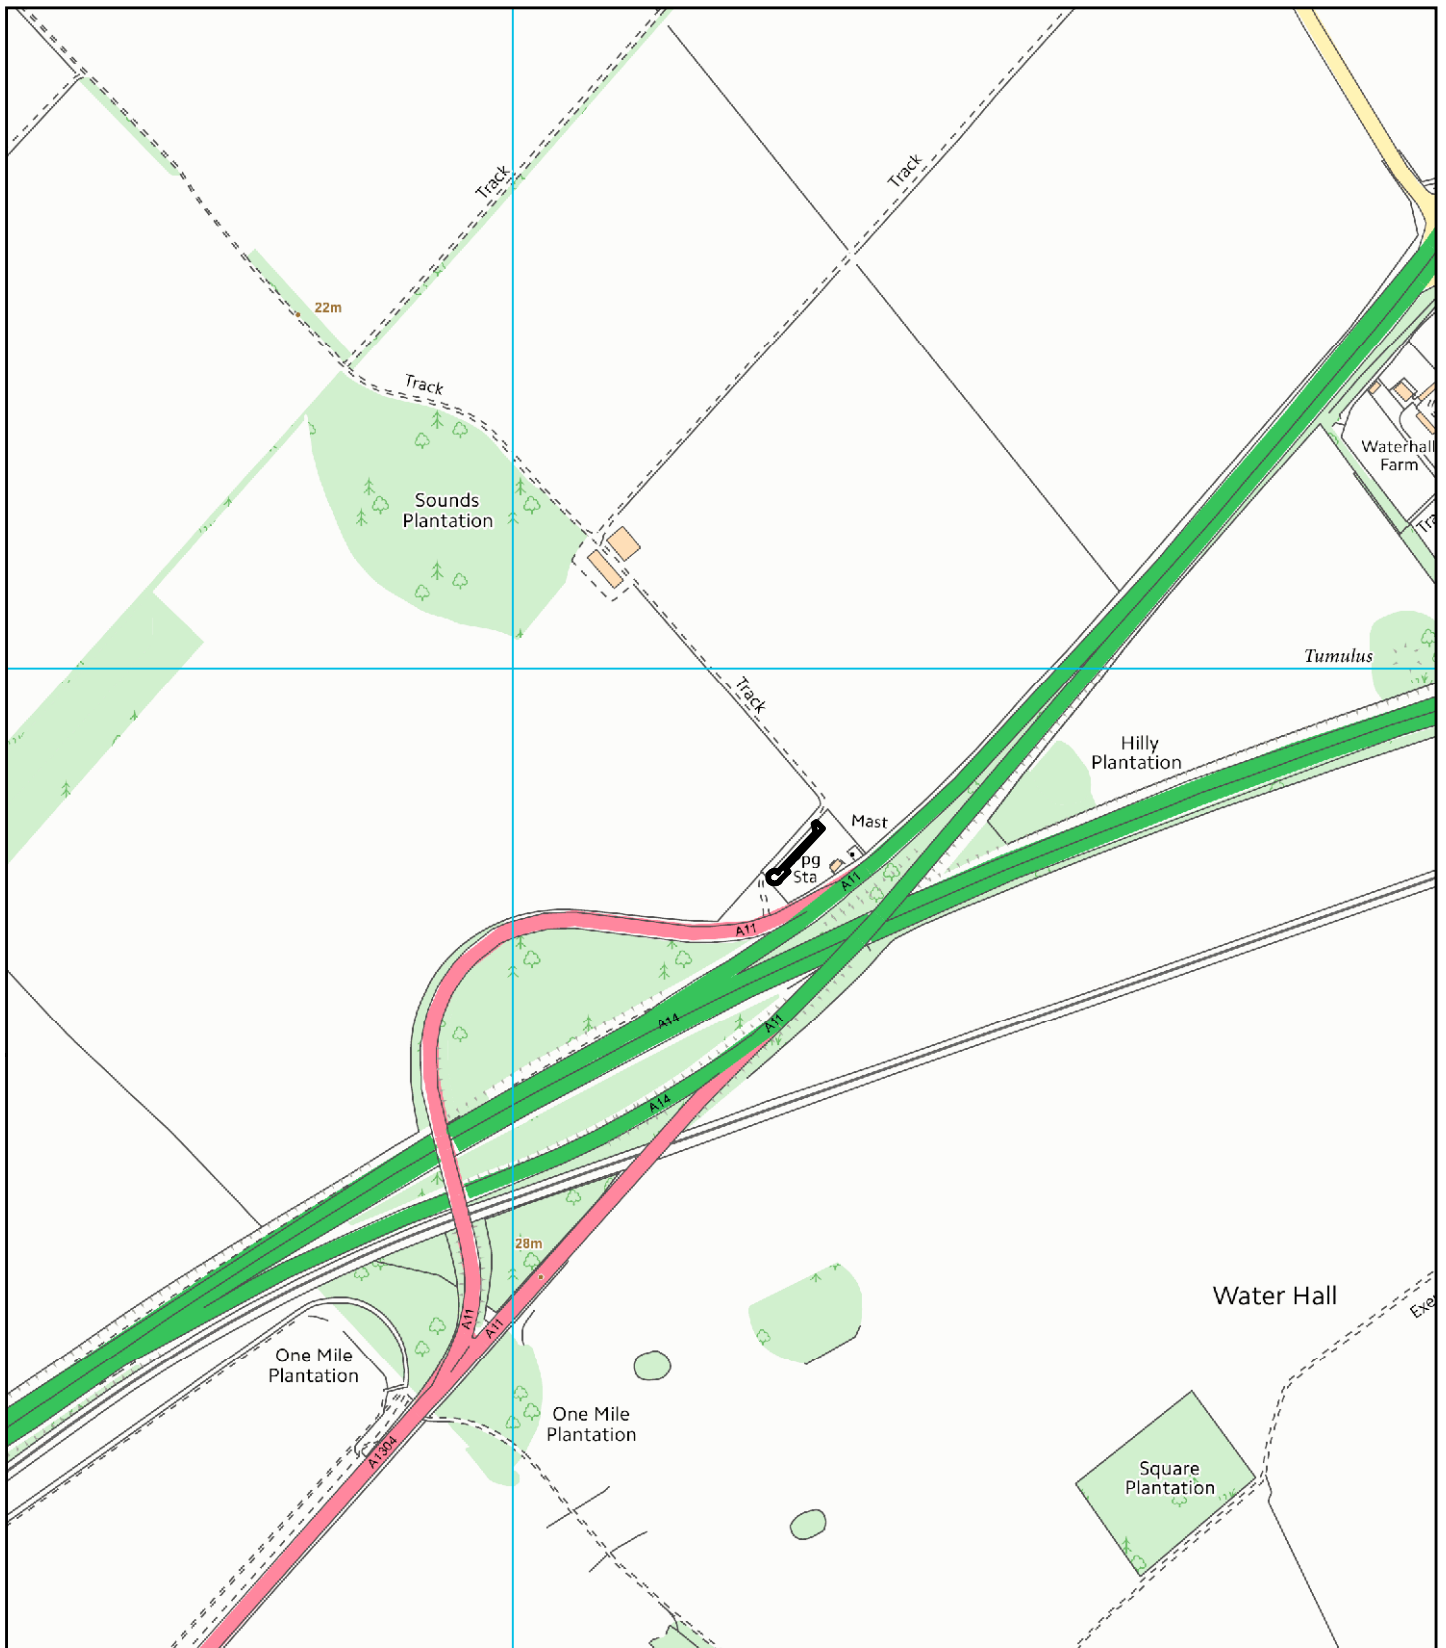 Track
Track
22m
Track
Waterhall
Farm
Sounds
Plantation
Tumulus
Track
Hilly
Plantation
Mast
pg
Sta
A11
A11
A14
A11
A14
28m
Water Hall
A11
A11
One Mile
Plantation
One Mile
Plantation
A1304
Square
Plantation